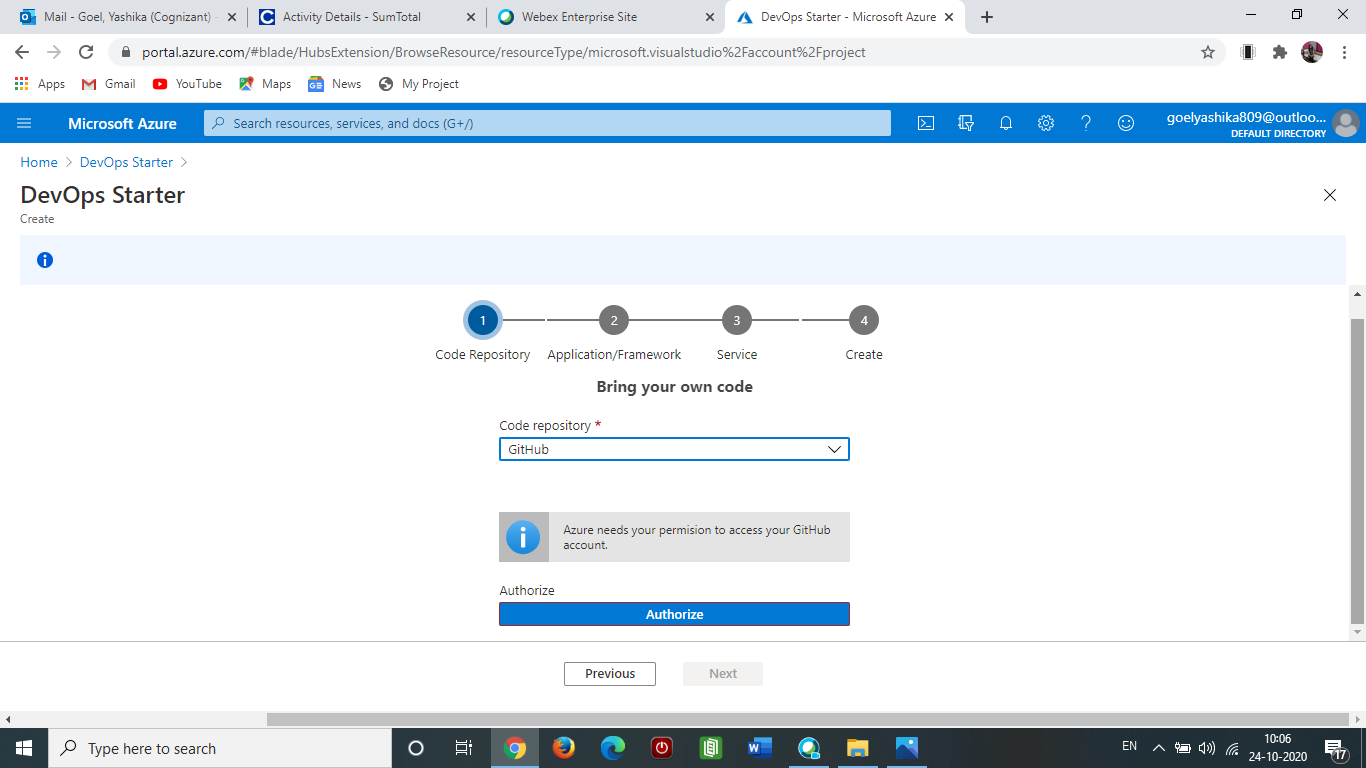 Mail - Goel, Yashika (Cognizant) -
Activity Details - SumTotal
Webex Enterprise Site
DevOps Starter - Microsoft Azure
portal.azure.com/#blade/HubsExtension/BrowseResource/resourceType/microsoft.visualstudio%2Faccount%2Fproject
Apps
Gmail
YouTube
Maps
News
My Project
Microsoft Azure
Search resources, services, and docs (G+/)
goelyashika809@outloo...
DEFAULT DIRECTORY
Home > DevOps Starter >
DevOps Starter
Create
1
2
3
4
Code Repository
Application/Framework
Service
Create
Bring your own code
Code repository *
GitHub
Azure needs your permision to access your GitHub
account.
Authorize
Authorize
Previous
Next
Type here to search
EN
10:06
24-10-2020
17